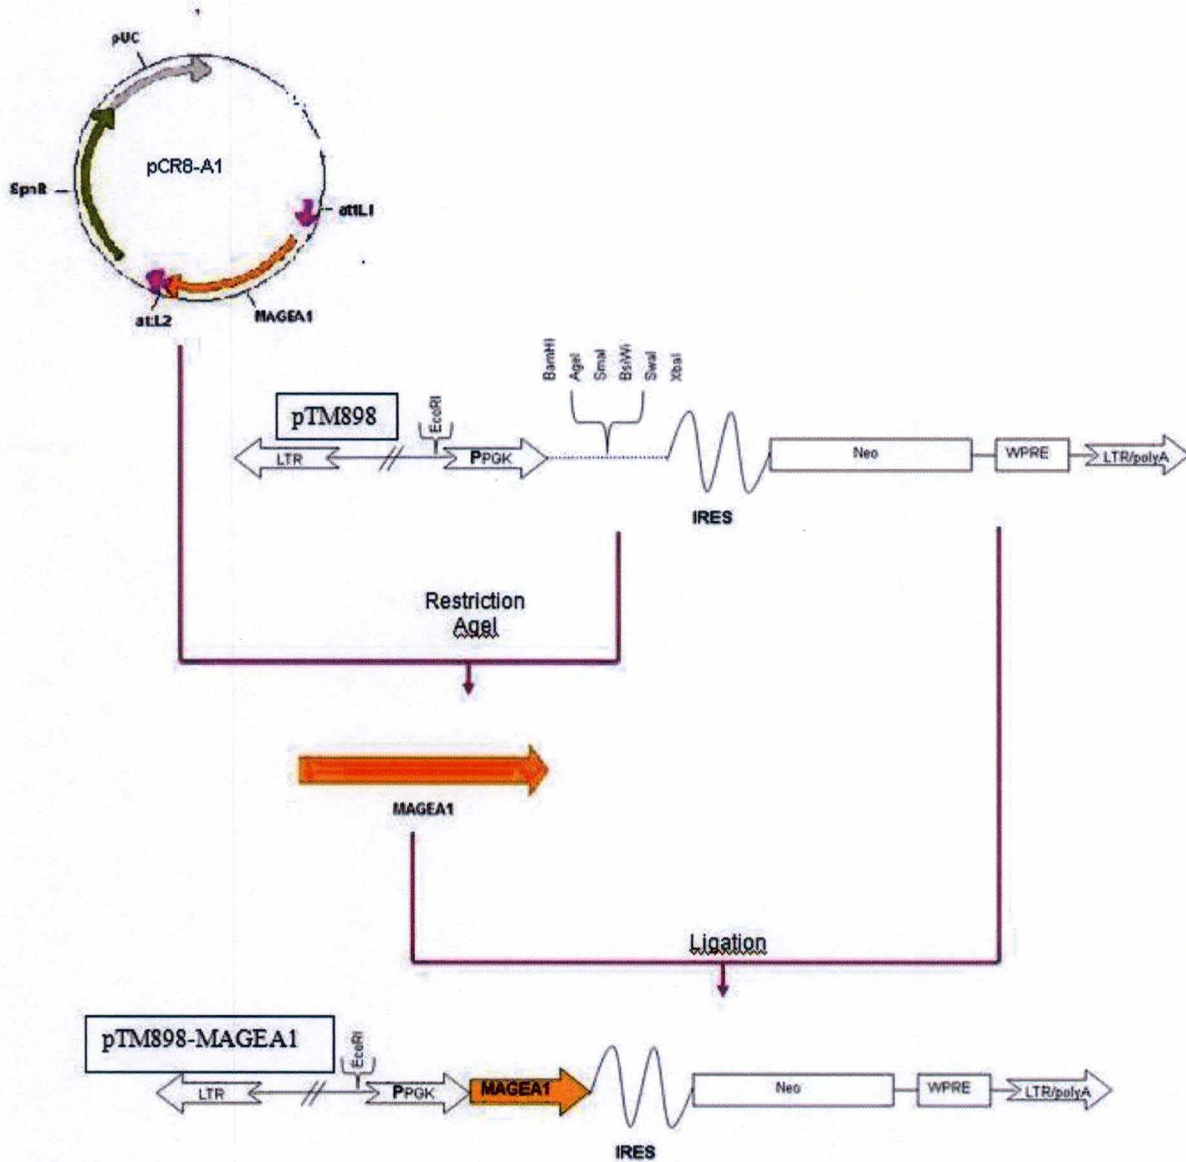 pUC
pCR8-A1
SpnR
attL1
attL2
MAGEA1
BamHI
AgeI
SmaI
BsiWi
SwaI
XbaI
pTM898
EcoRI
LTR
//
PPGK
Neo
WPRE
LTR/polyA
IRES
Restriction
AgeI
MAGEA1
Ligation
pTM898-MAGEA1
EcoRI
LTR
//
PPGK
MAGEA1
Neo
WPRE
LTR/polyA
IRES